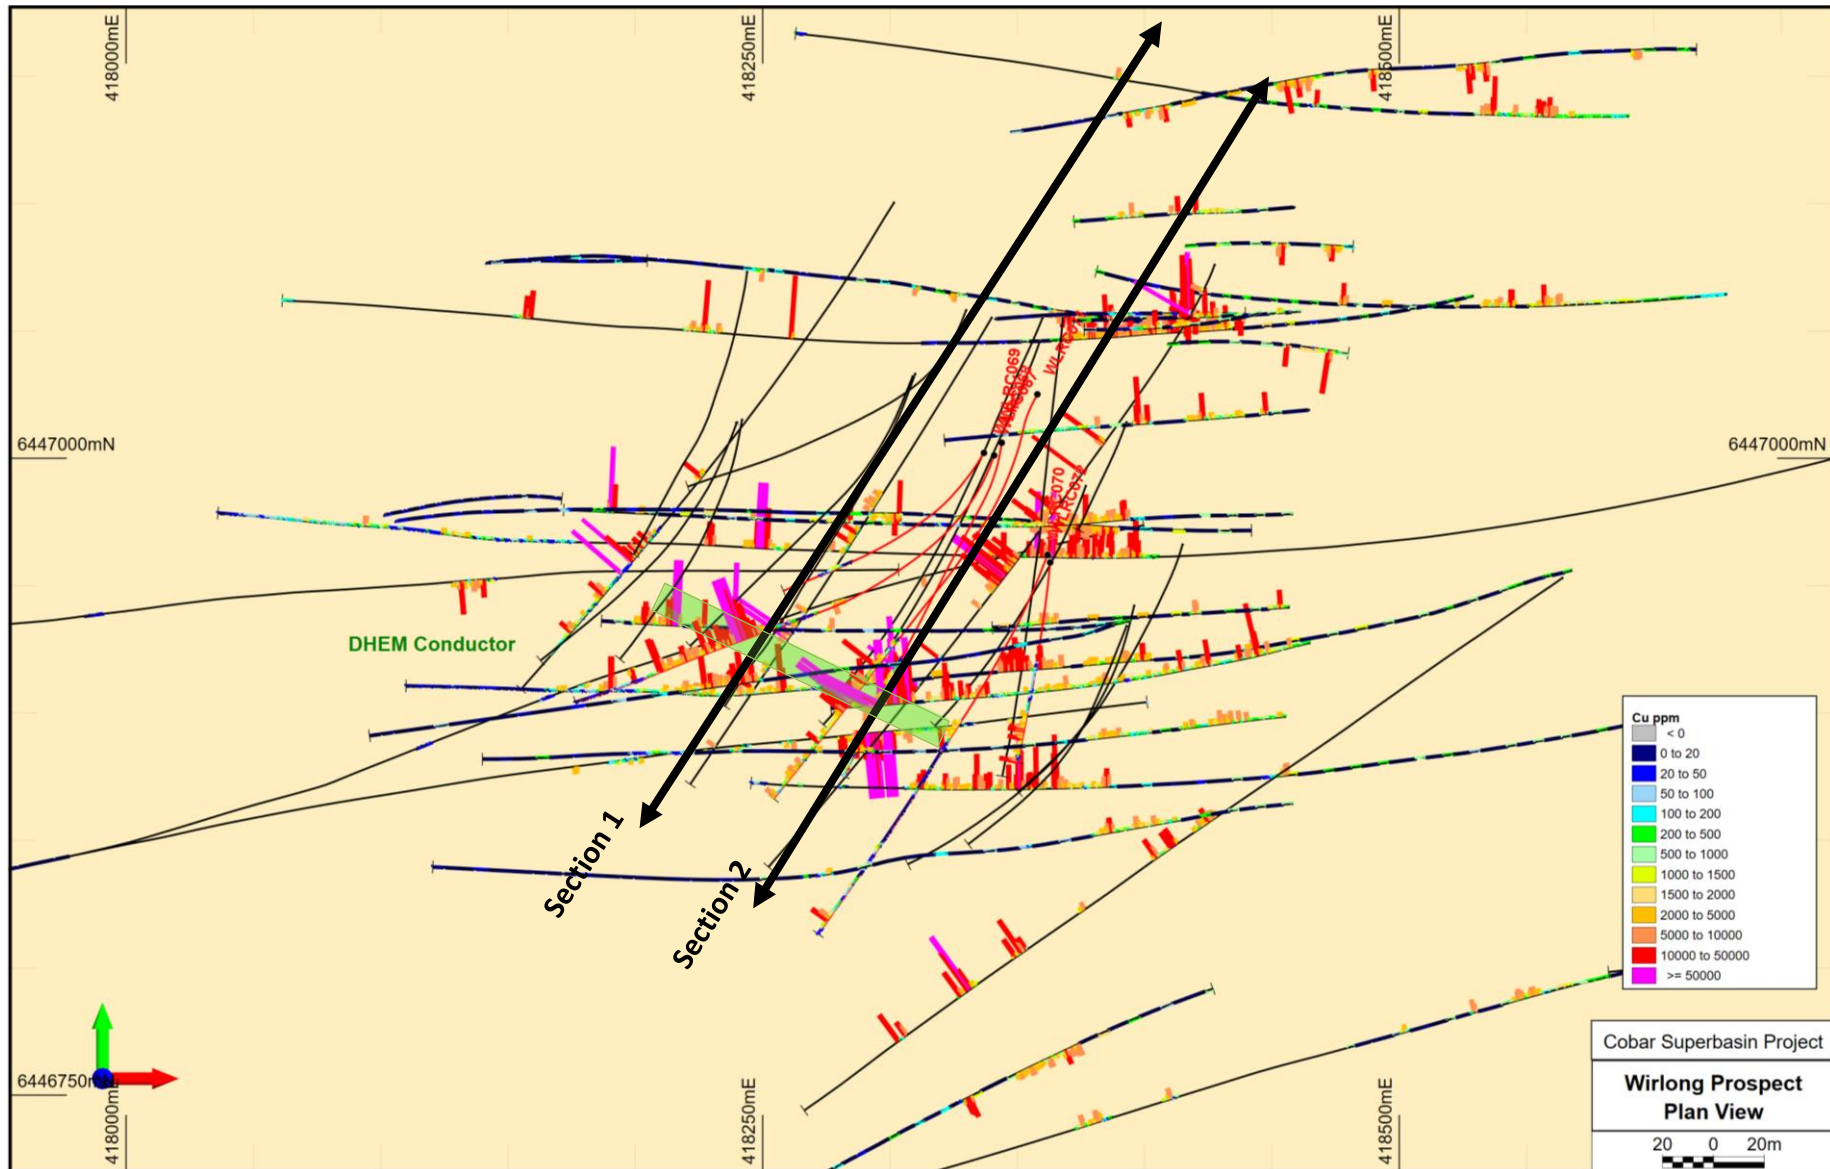 418000mE
418250mE
418500mE
6447000mN
6447000mN
WLRC069
DHEM Conductor
Section 1
Section 2
Cu ppm
< 0
0 to 20
20 to 50
50 to 100
100 to 200
200 to 500
500 to 1000
1000 to 1500
1500 to 2000
2000 to 5000
5000 to 10000
10000 to 50000
>= 50000
418000mE
418250mE
418500mE
Cobar Superbasin Project
Wirlong Prospect
Plan View
20 0 20m